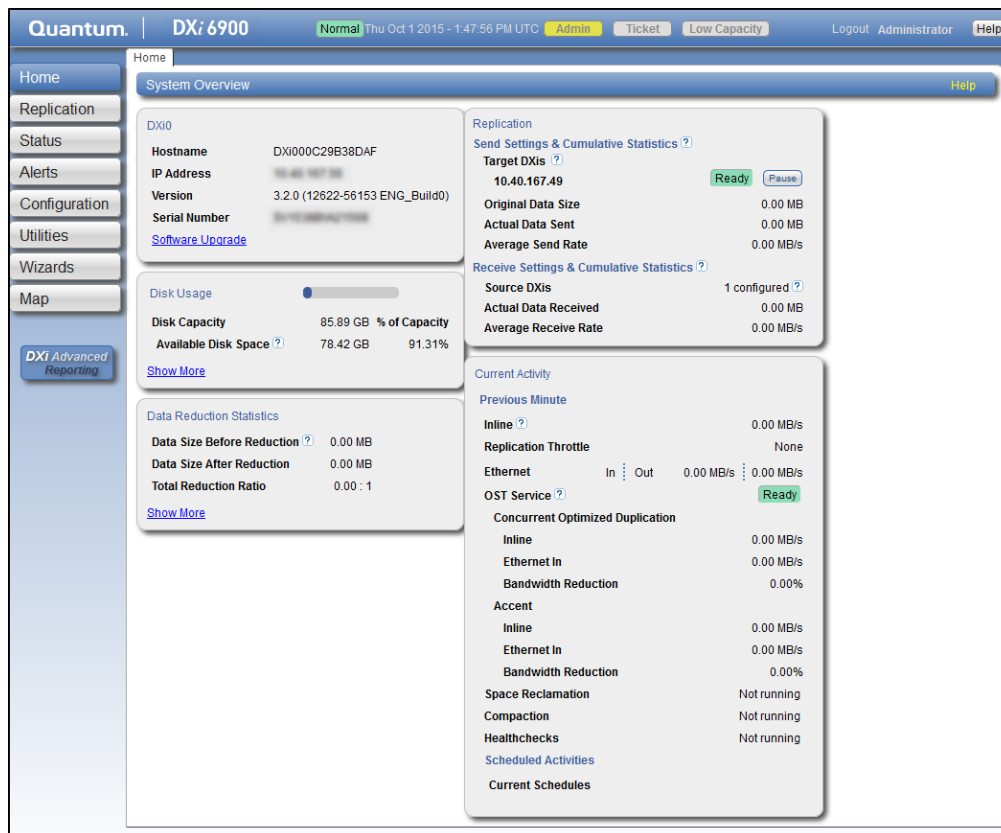 Quantum. DXi 6900 Normal Thu Oct 1 2015 - 1:47:56 PM UTC Admin Ticket Low Capacity Logout Administrator Help
Home
Home
Replication
Status
Alerts
Configuration
Utilities
Wizards
Map
DXi Advanced
Reporting
System Overview Help
DXi0
Hostname DXi000C29B38DAF
IP Address
Version 3.2.0 (12622-56153 ENG_Build0)
Serial Number
Software Upgrade
Disk Usage
Disk Capacity 85.89 GB % of Capacity
Available Disk Space ? 78.42 GB 91.31%
Show More
Data Reduction Statistics
Data Size Before Reduction ? 0.00 MB
Data Size After Reduction 0.00 MB
Total Reduction Ratio 0.00 : 1
Show More
Replication
Send Settings & Cumulative Statistics ?
Target DXis ?
10.40.167.49 Ready Pause
Original Data Size 0.00 MB
Actual Data Sent 0.00 MB
Average Send Rate 0.00 MB/s
Receive Settings & Cumulative Statistics ?
Source DXis 1 configured ?
Actual Data Received 0.00 MB
Average Receive Rate 0.00 MB/s
Current Activity
Previous Minute
Inline ? 0.00 MB/s
Replication Throttle None
Ethernet In Out 0.00 MB/s 0.00 MB/s
OST Service ? Ready
Concurrent Optimized Duplication
Inline 0.00 MB/s
Ethernet In 0.00 MB/s
Bandwidth Reduction 0.00%
Accent
Inline 0.00 MB/s
Ethernet In 0.00 MB/s
Bandwidth Reduction 0.00%
Space Reclamation Not running
Compaction Not running
Healthchecks Not running
Scheduled Activities
Current Schedules